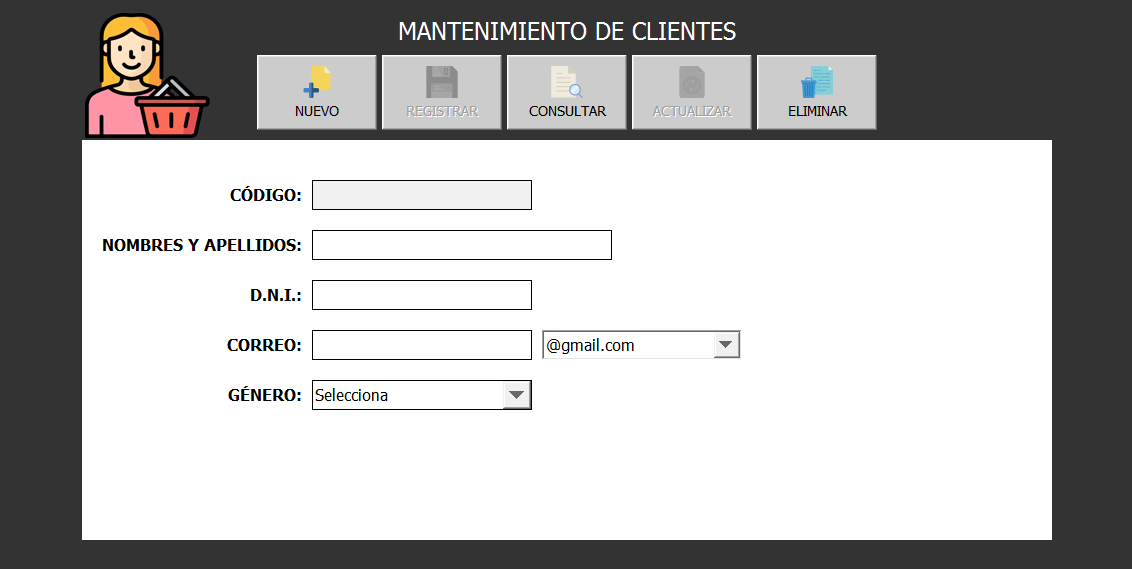 MANTENIMIENTO DE CLIENTES
NUEVO REGISTRAR CONSULTAR ACTUALIZAR ELIMINAR
CÓDIGO:
NOMBRES Y APELLIDOS:
D.N.I.:
CORREO: @gmail.com
GÉNERO: Selecciona